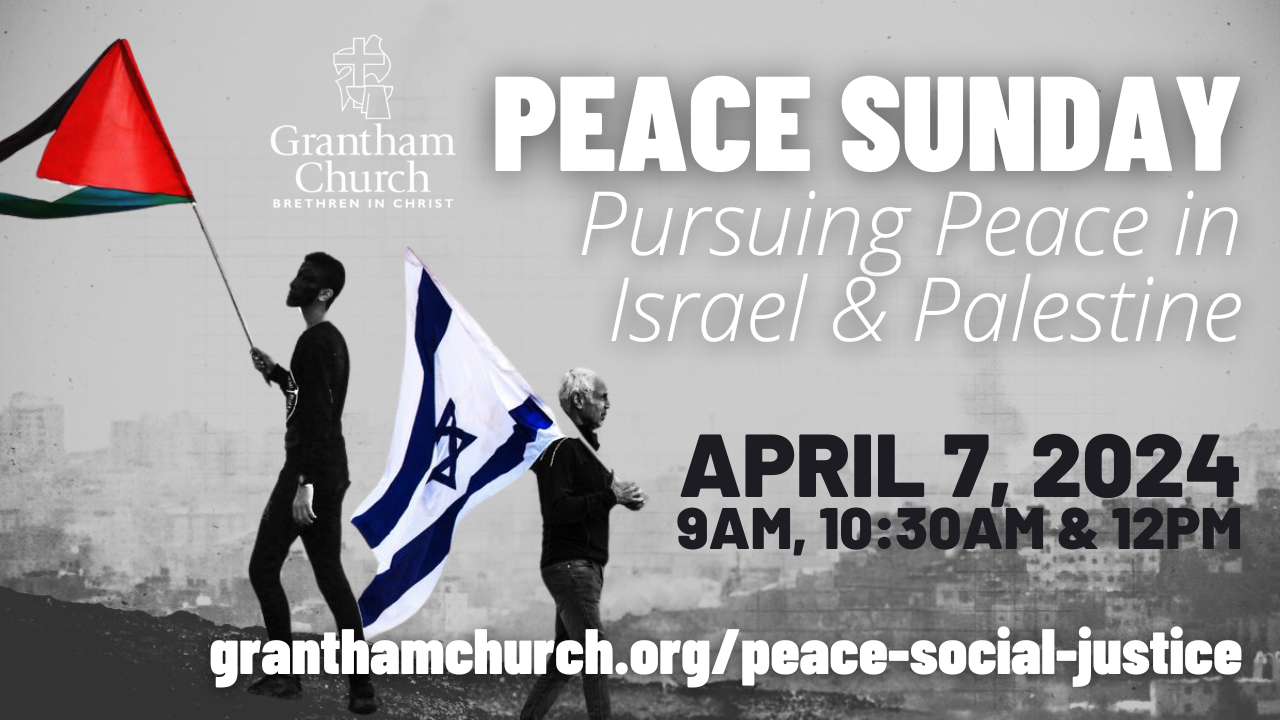 Grantham
Church
BRETHREN IN CHRIST
PEACE SUNDAY
Pursuing Peace in
Israel & Palestine
APRIL 7, 2024
9AM, 10:30AM & 12PM
granthamchurch.org/peace-social-justice